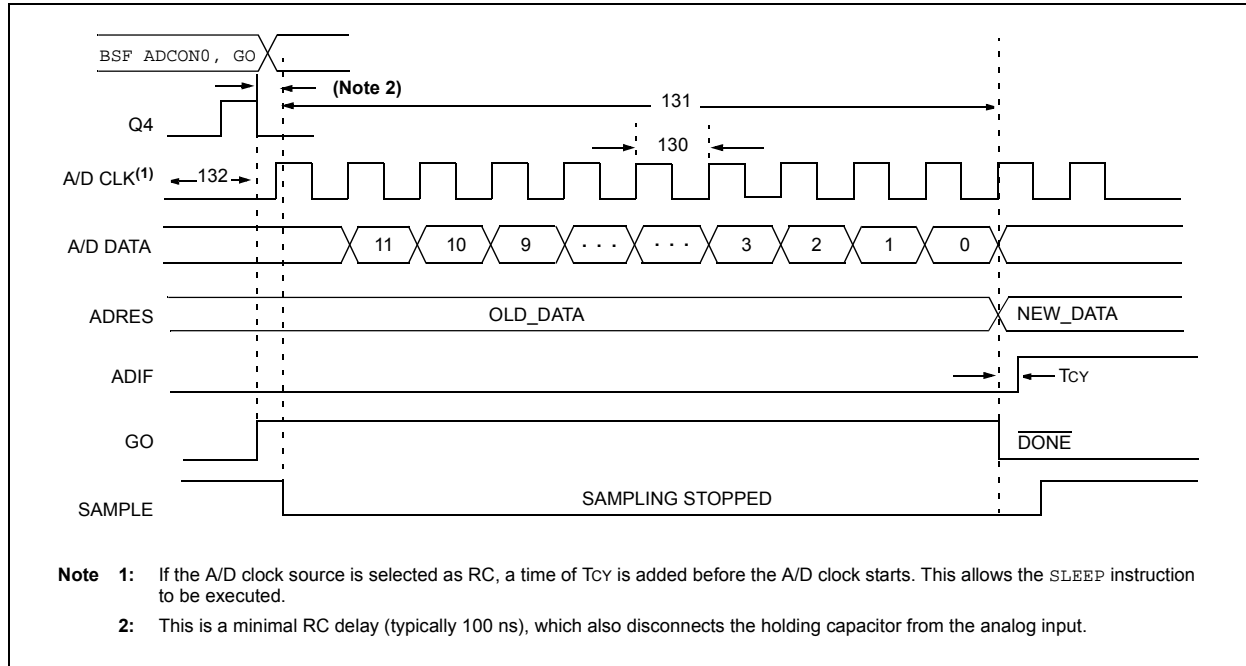 BSF ADCON0, GO
(Note 2)
131
Q4
130
A/D CLK(1)
132
A/D DATA
11 10 9 . . . . . . 3 2 1 0
ADRES
OLD_DATA
NEW_DATA
ADIF
TCY
GO
DONE
SAMPLING STOPPED
SAMPLE
Note 1: If the A/D clock source is selected as RC, a time of TCY is added before the A/D clock starts. This allows the SLEEP instruction
to be executed.
2: This is a minimal RC delay (typically 100 ns), which also disconnects the holding capacitor from the analog input.